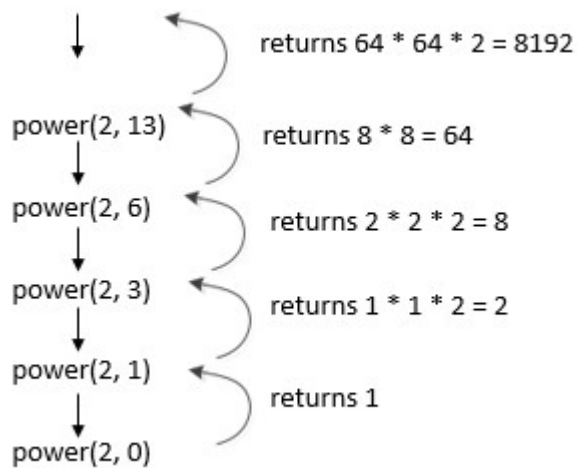 returns 64 * 64 * 2 = 8192
power(2, 13)
returns 8 * 8 = 64
power(2, 6)
returns 2 * 2 * 2 = 8
power(2, 3)
returns 1 * 1 * 2 = 2
power(2, 1)
returns 1
power(2, 0)